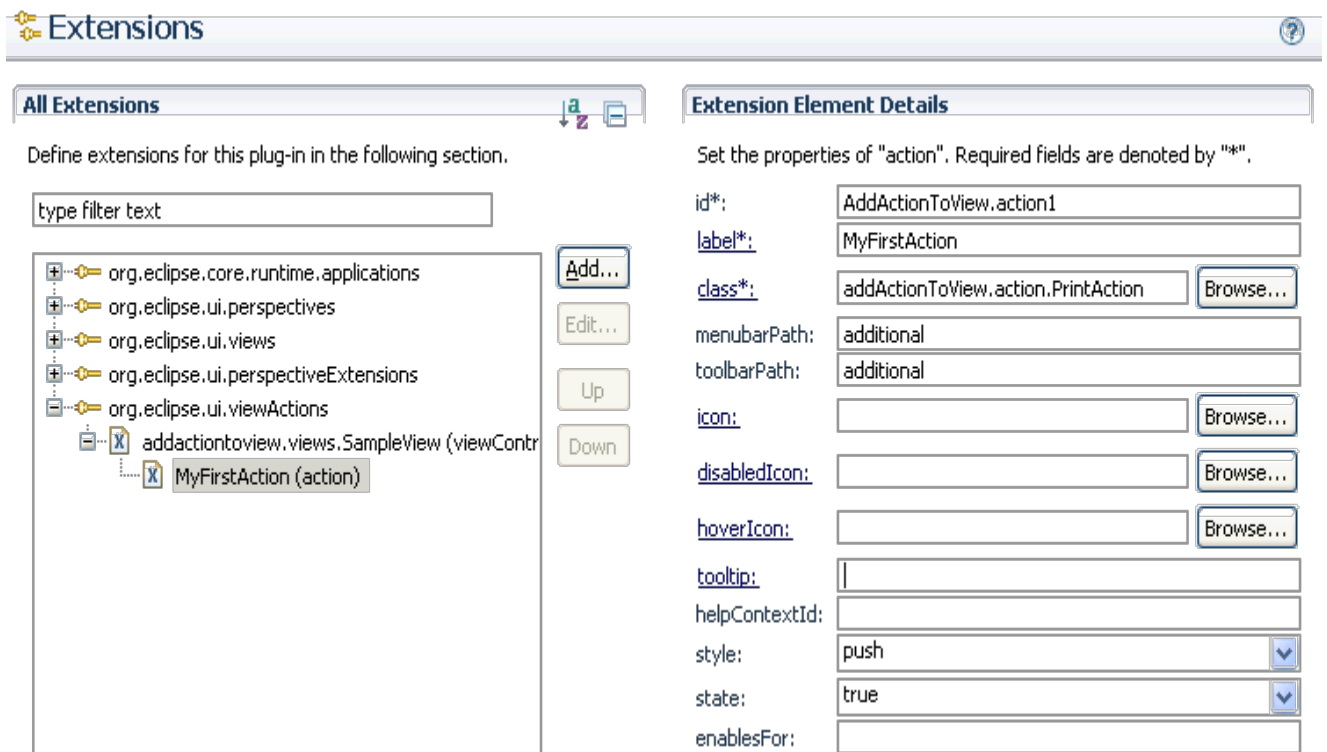 Extensions
All Extensions
Define extensions for this plug-in in the following section.
type filter text
org.eclipse.core.runtime.applications
org.eclipse.ui.perspectives
org.eclipse.ui.views
org.eclipse.ui.perspectiveExtensions
org.eclipse.ui.viewActions
addactiontoview.views.SampleView (viewContr
MyFirstAction (action)
Add...
Edit...
Up
Down
Extension Element Details
Set the properties of "action". Required fields are denoted by "*".
id*: AddActionToView.action1
label*: MyFirstAction
class*: addActionToView.action.PrintAction Browse...
menubarPath: additional
toolbarPath: additional
icon: Browse...
disabledIcon: Browse...
hoverIcon: Browse...
tooltip:
helpContextId:
style: push
state: true
enablesFor: